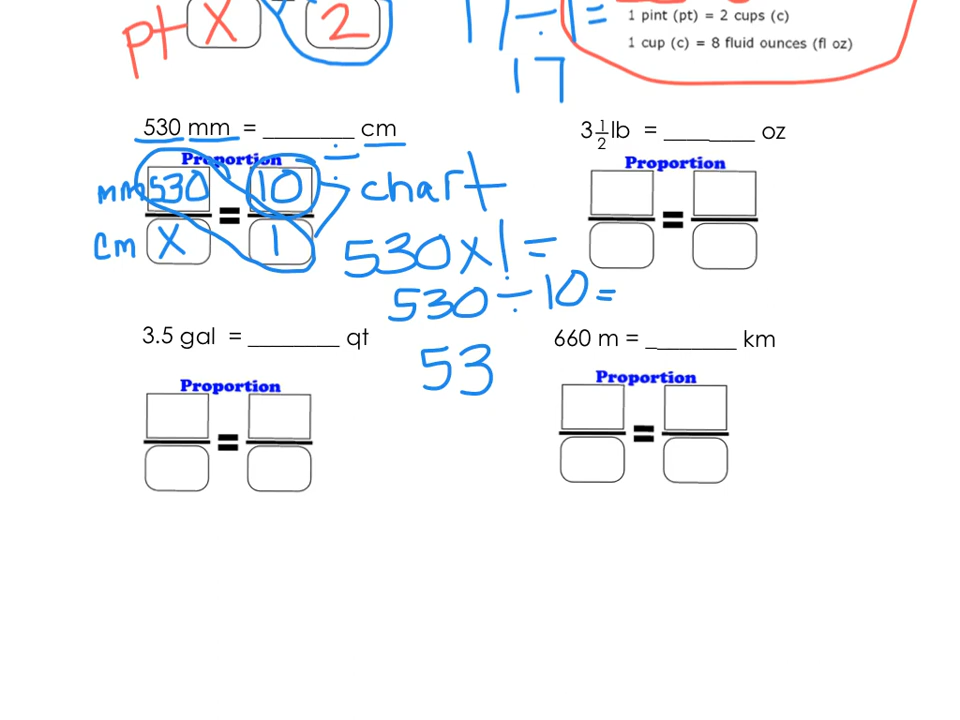 pt X 2
17 ÷ 1 =
17
1 pint (pt) = 2 cups (c)
1 cup (c) = 8 fluid ounces (fl oz)
530 mm = ________ cm
Proportion
mm 530 = 10
cm X 1
÷
chart
530 x 1 =
530 ÷ 10 =
53
3 1/2 lb = ________ oz
Proportion
=
3.5 gal = ________ qt
Proportion
=
660 m = ________ km
Proportion
=